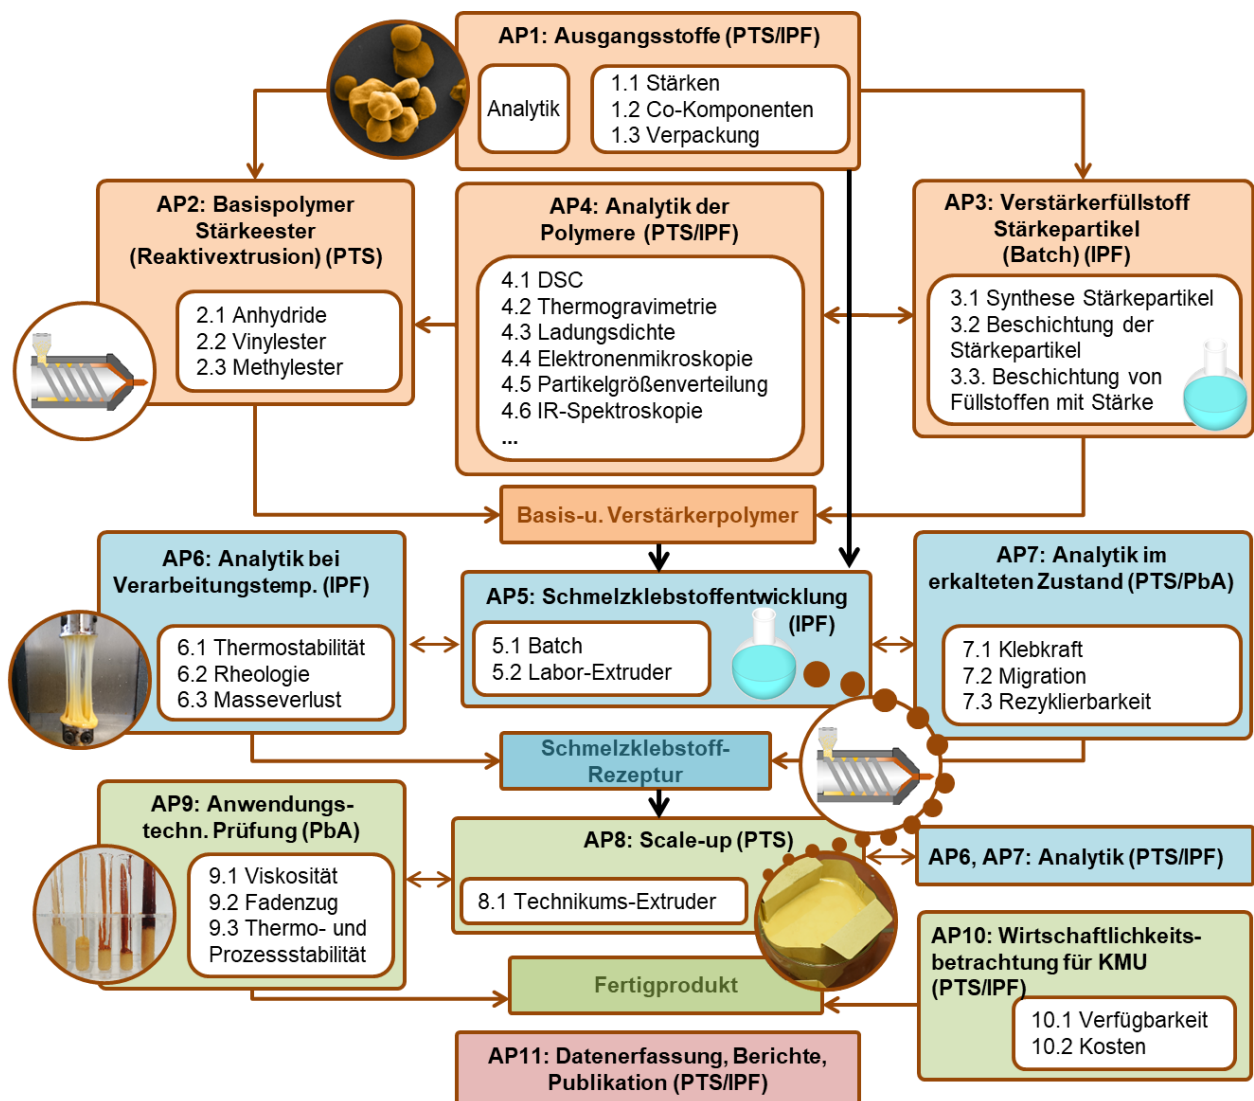 AP1: Ausgangsstoffe (PTS/IPF)
Analytik
1.1 Stärken
1.2 Co-Komponenten
1.3 Verpackung
AP2: Basispolymer
Stärkeester
(Reaktivextrusion) (PTS)
2.1 Anhydride
2.2 Vinylester
2.3 Methylester
AP4: Analytik der
Polymere (PTS/IPF)
4.1 DSC
4.2 Thermogravimetrie
4.3 Ladungsdichte
4.4 Elektronenmikroskopie
4.5 Partikelgrößenverteilung
4.6 IR-Spektroskopie
...
AP3: Verstärkerfüllstoff
Stärkepartikel
(Batch) (IPF)
3.1 Synthese Stärkepartikel
3.2 Beschichtung der
Stärkepartikel
3.3. Beschichtung von
Füllstoffen mit Stärke
Basis-u. Verstärkerpolymer
AP6: Analytik bei
Verarbeitungstemp. (IPF)
6.1 Thermostabilität
6.2 Rheologie
6.3 Masseverlust
AP5: Schmelzklebstoffentwicklung
(IPF)
5.1 Batch
5.2 Labor-Extruder
AP7: Analytik im
erkalteten Zustand (PTS/PbA)
7.1 Klebkraft
7.2 Migration
7.3 Rezyklierbarkeit
Schmelzklebstoff-
Rezeptur
AP9: Anwendungs-
techn. Prüfung (PbA)
9.1 Viskosität
9.2 Fadenzug
9.3 Thermo- und
Prozessstabilität
AP8: Scale-up (PTS)
8.1 Technikums-Extruder
AP6, AP7: Analytik (PTS/IPF)
AP10: Wirtschaftlichkeits-
betrachtung für KMU
(PTS/IPF)
10.1 Verfügbarkeit
10.2 Kosten
Fertigprodukt
AP11: Datenerfassung, Berichte,
Publikation (PTS/IPF)